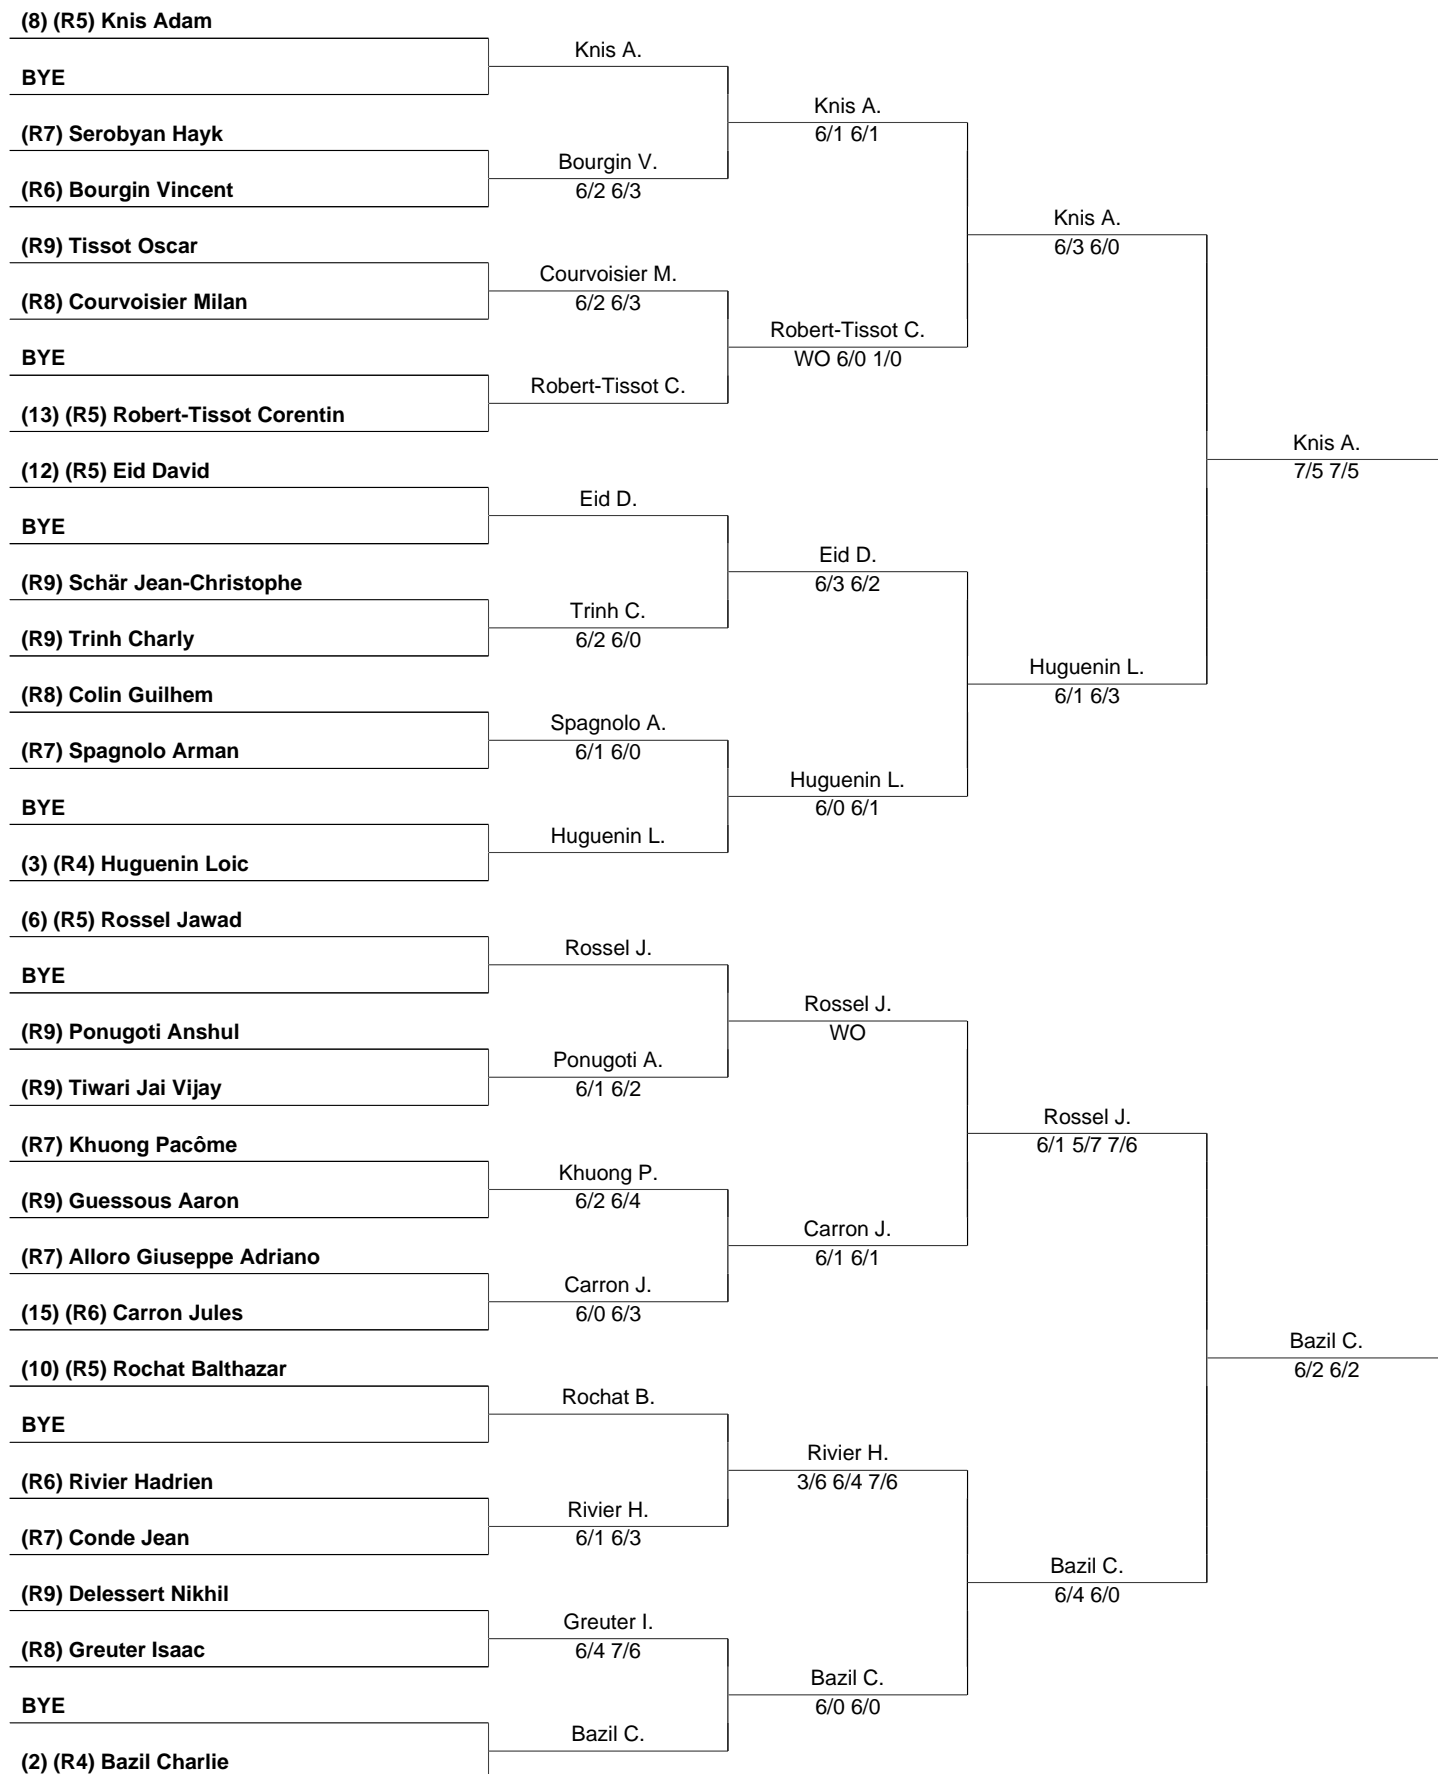 (8) (R5) Knis Adam
Knis A.
BYE
Knis A.
6/1 6/1
(R7) Serobyan Hayk
Bourgin V.
6/2 6/3
(R6) Bourgin Vincent
Knis A.
6/3 6/0
(R9) Tissot Oscar
Courvoisier M.
6/2 6/3
(R8) Courvoisier Milan
Robert-Tissot C.
WO 6/0 1/0
BYE
Robert-Tissot C.
(13) (R5) Robert-Tissot Corentin
Knis A.
7/5 7/5
(12) (R5) Eid David
Eid D.
BYE
Eid D.
6/3 6/2
(R9) Schär Jean-Christophe
Trinh C.
6/2 6/0
(R9) Trinh Charly
Huguenin L.
6/1 6/3
(R8) Colin Guilhem
Spagnolo A.
6/1 6/0
(R7) Spagnolo Arman
Huguenin L.
6/0 6/1
BYE
Huguenin L.
(3) (R4) Huguenin Loic
(6) (R5) Rossel Jawad
Rossel J.
BYE
Rossel J.
WO
(R9) Ponugoti Anshul
Ponugoti A.
6/1 6/2
(R9) Tiwari Jai Vijay
Rossel J.
6/1 5/7 7/6
(R7) Khuong Pacôme
Khuong P.
6/2 6/4
(R9) Guessous Aaron
Carron J.
6/1 6/1
(R7) Alloro Giuseppe Adriano
Carron J.
6/0 6/3
(15) (R6) Carron Jules
Bazil C.
6/2 6/2
(10) (R5) Rochat Balthazar
Rochat B.
BYE
Rivier H.
3/6 6/4 7/6
(R6) Rivier Hadrien
Rivier H.
6/1 6/3
(R7) Conde Jean
Bazil C.
6/4 6/0
(R9) Delessert Nikhil
Greuter I.
6/4 7/6
(R8) Greuter Isaac
Bazil C.
6/0 6/0
BYE
Bazil C.
(2) (R4) Bazil Charlie